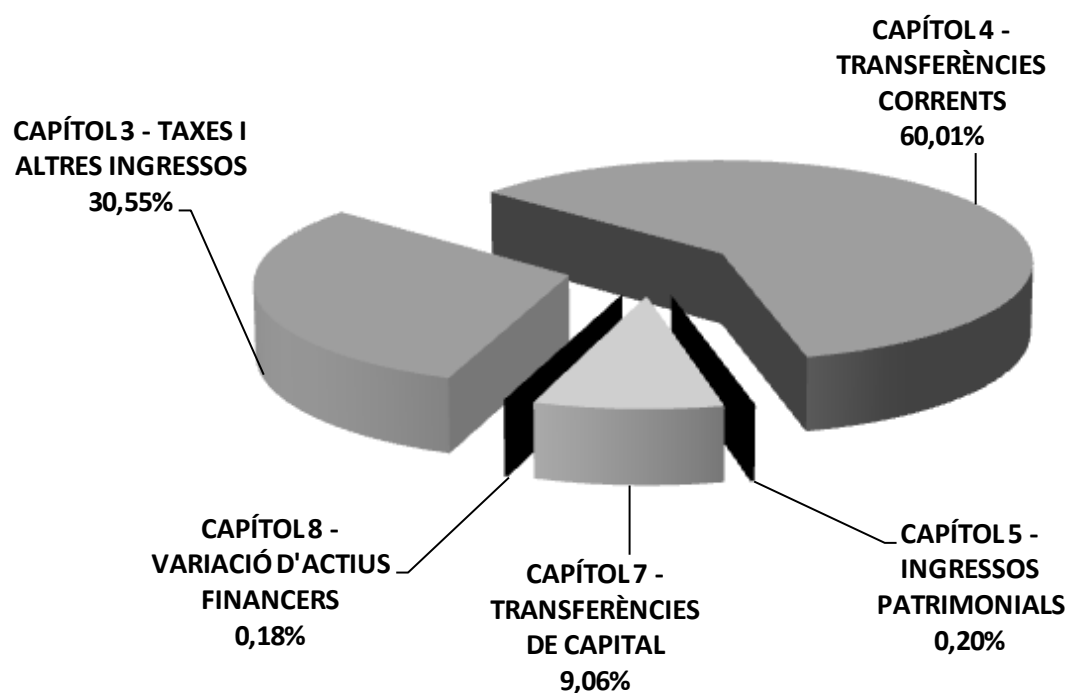 CAPÍTOL 4 -
TRANSFERÈNCIES
CORRENTS
60,01%
CAPÍTOL 3 - TAXES I
ALTRES INGRESSOS
30,55%
CAPÍTOL 8 -
VARIACIÓ D'ACTIUS
FINANCERS
0,18%
CAPÍTOL 7 -
TRANSFERÈNCIES
DE CAPITAL
9,06%
CAPÍTOL 5 -
INGRESSOS
PATRIMONIALS
0,20%